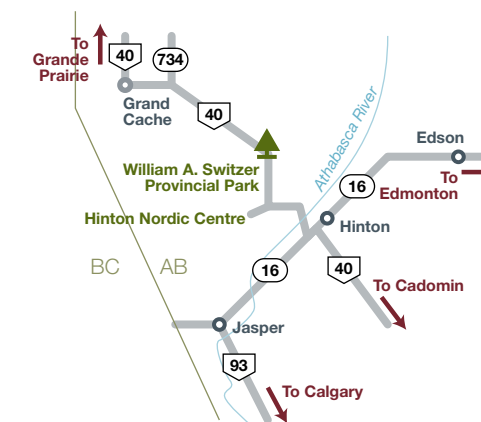 To
Grande
Prairie
40
734
Grand
Cache
40
Athabasca River
Edson
William A. Switzer
Provincial Park
16
To
Edmonton
Hinton Nordic Centre
Hinton
BC
AB
16
40
To Cadomin
Jasper
93
To Calgary